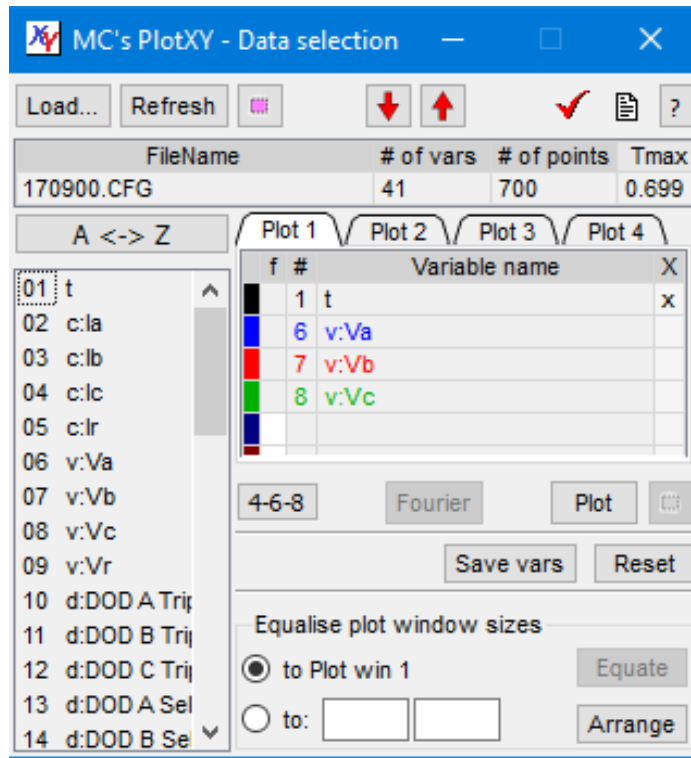 MC's PlotXY - Data selection
Load... Refresh ?
FileName # of vars # of points Tmax
170900.CFG 41 700 0.699
A <-> Z
Plot 1 Plot 2 Plot 3 Plot 4
f # Variable name X
1 t x
6 v:Va
7 v:Vb
8 v:Vc
01 t
02 c:Ia
03 c:Ib
04 c:Ic
05 c:Ir
06 v:Va
07 v:Vb
08 v:Vc
09 v:Vr
10 d:DOD A Trip
11 d:DOD B Trip
12 d:DOD C Trip
13 d:DOD A Sel
14 d:DOD B Sel
4-6-8 Fourier Plot
Save vars Reset
Equalise plot window sizes
to Plot win 1 Equate
to: Arrange